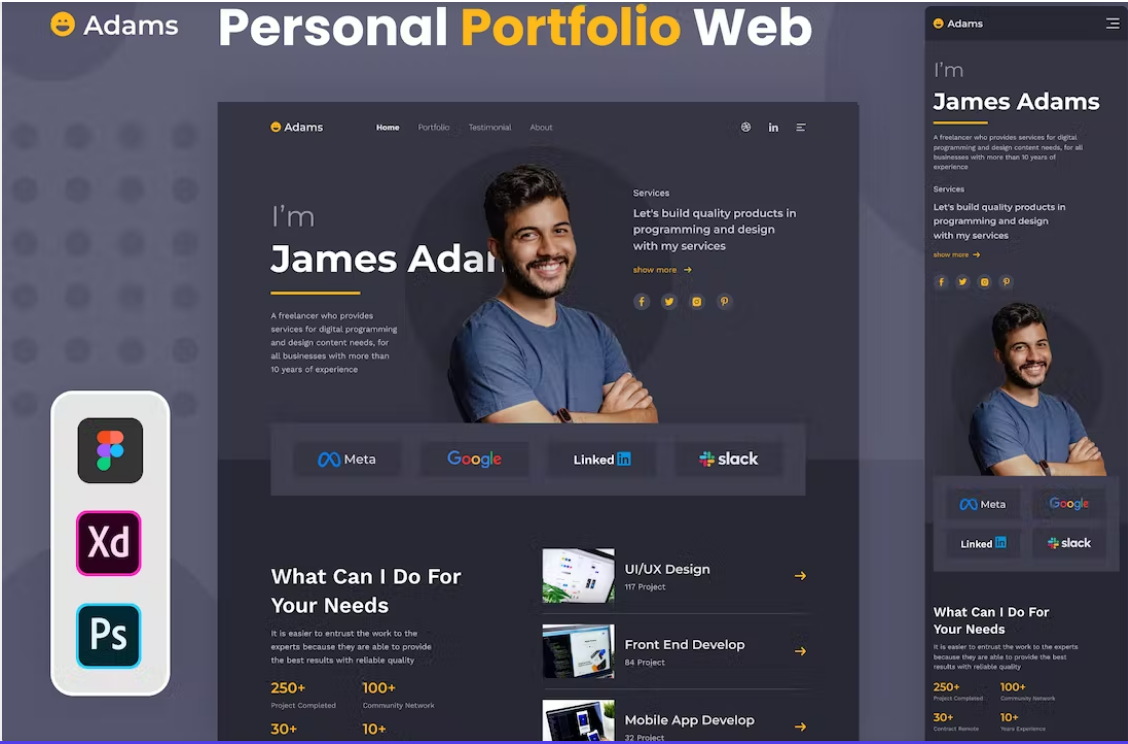 Adams
Personal Portfolio Web
Adams
Home Portfolio Testimonial About
in
I'm
James Adam
A freelancer who provides
services for digital programming
and design content needs, for
all businesses with more than
10 years of experience
Services
Let's build quality products in
programming and design
with my services
show more →
Meta
Google
Linked in
slack
What Can I Do For
Your Needs
It is easier to entrust the work to the
experts because they are able to provide
the best results with reliable quality
250+ 100+
Project Completed Community Network
30+ 10+
UI/UX Design
117 Project
Front End Develop
84 Project
Mobile App Develop
32 Project
Xd
Ps
Adams
I'm
James Adams
A freelancer who provides services for digital
programming and design content needs, for all
businesses with more than 10 years of
experience
Services
Let's build quality products in
programming and design
with my services
show more →
Meta
Google
Linked in
slack
What Can I Do For
Your Needs
It is easier to entrust the work to the experts
because they are able to provide the best
results with reliable quality
250+ 100+
Project Completed Community Network
30+ 10+
Contract Remote Years Experience